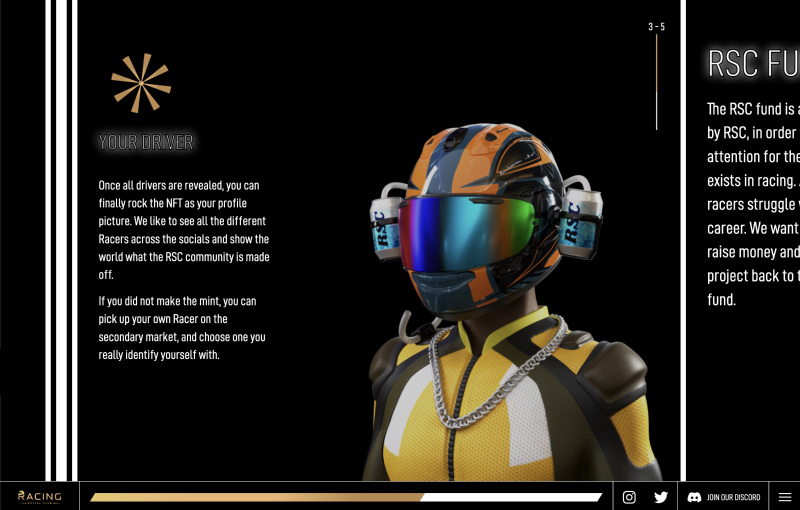 3-5
YOUR DRIVER
Once all drivers are revealed, you can
finally rock the NFT as your profile
picture. We like to see all the different
Racers across the socials and show the
world what the RSC community is made
off.
If you did not make the mint, you can
pick up your own Racer on the
secondary market, and choose one you
really identify yourself with.
RSC
RSC
RSC FU
The RSC fund is a
by RSC, in order
attention for the
exists in racing.
racers struggle
career. We want
raise money and
project back to t
fund.
RACING
JOIN OUR DISCORD